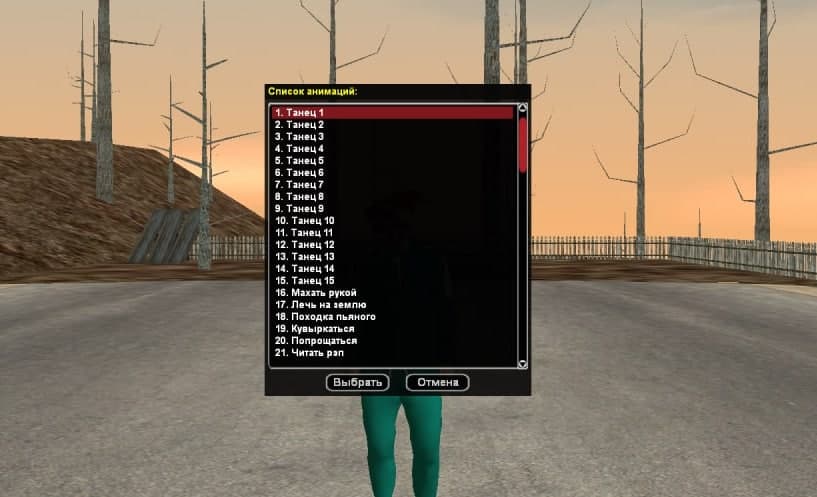 Список анимаций:
1. Танец 1
2. Танец 2
3. Танец 3
4. Танец 4
5. Танец 5
6. Танец 6
7. Танец 7
8. Танец 8
9. Танец 9
10. Танец 10
11. Танец 11
12. Танец 12
13. Танец 13
14. Танец 14
15. Танец 15
16. Махать рукой
17. Лечь на землю
18. Походка пьяного
19. Кувыркаться
20. Попрощаться
21. Читать рэп
Выбрать Отмена